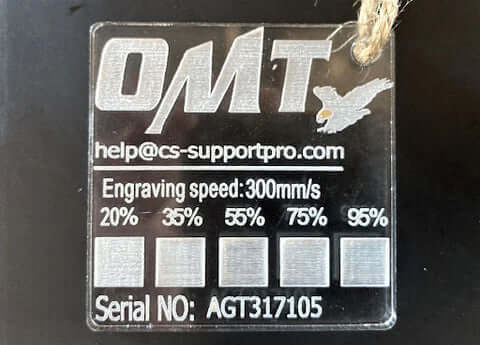 OMT
help@cs-supportpro.com
Engraving speed:300mm/s
20% 35% 55% 75% 95%
Serial NO: AGT317105